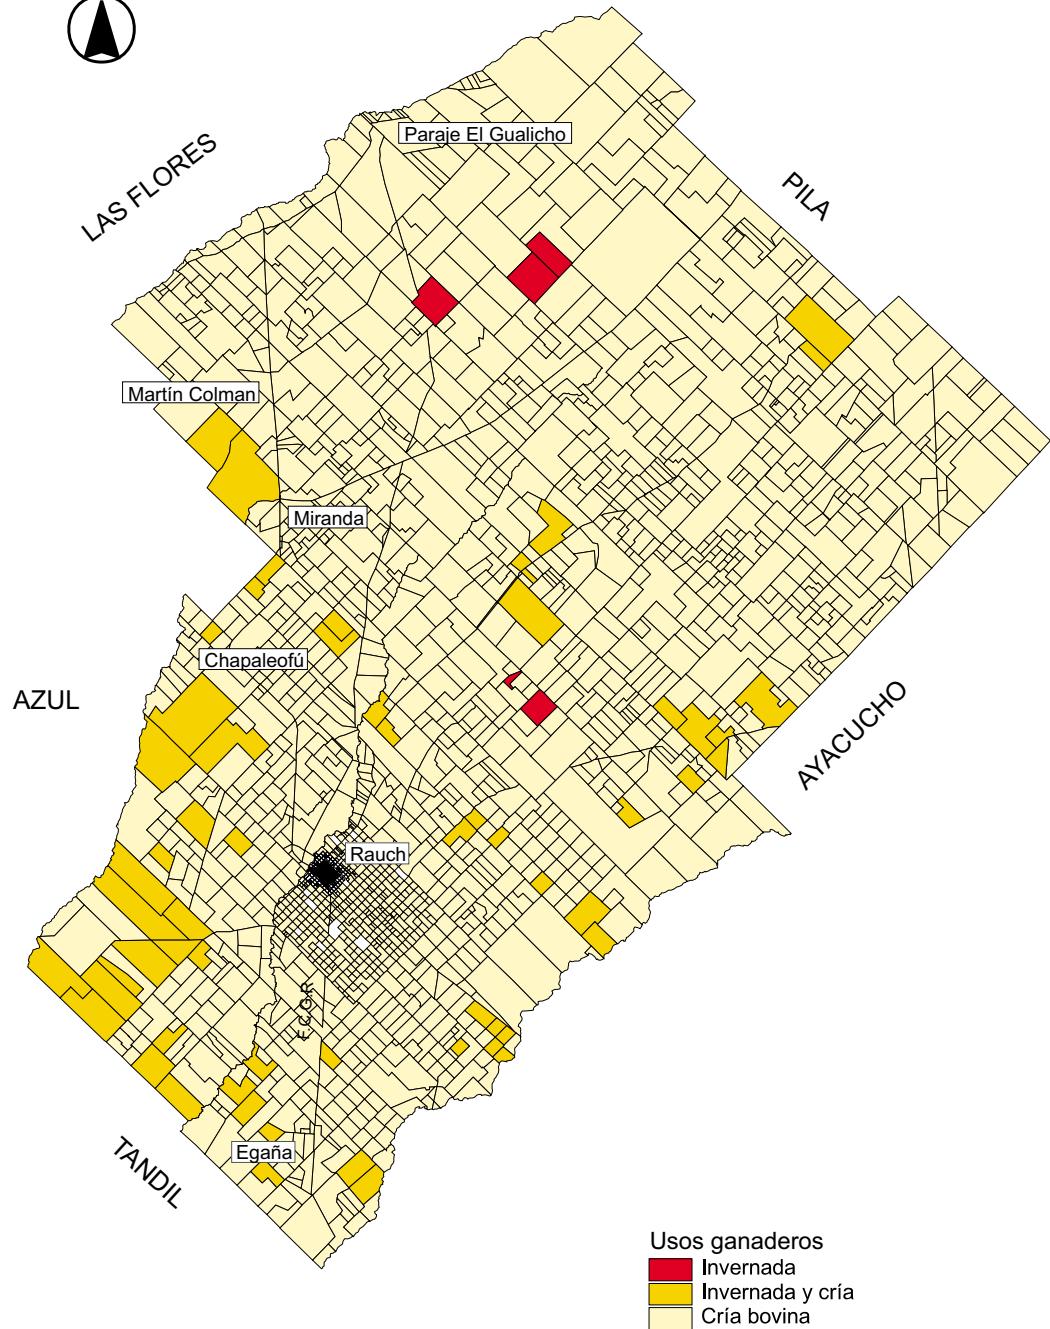 Paraje El Gualicho
LAS FLORES
PILA
Martín Colman
Miranda
Chapaleofú
AZUL
AYACUCHO
Rauch
F.C.G.R.
Egaña
TANDIL
Usos ganaderos
Invernada
Invernada y cría
Cría bovina